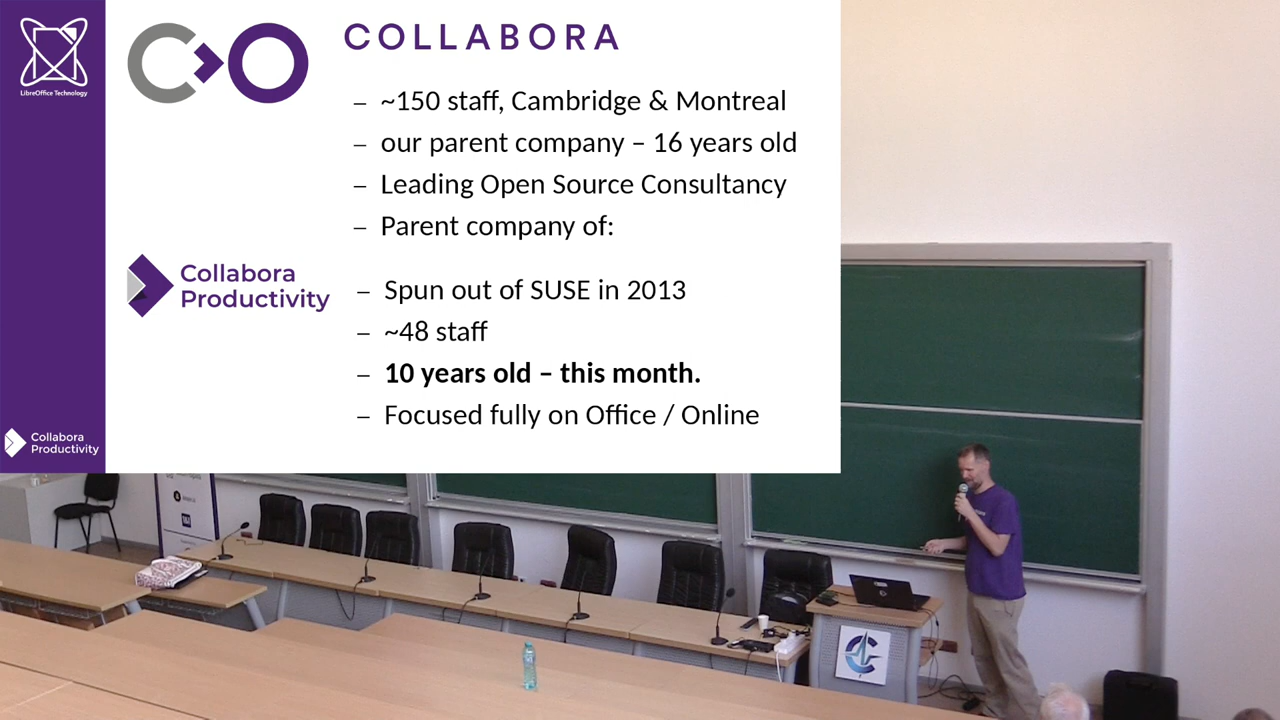 LibreOffice Technology
COLLABORA
– ~150 staff, Cambridge & Montreal
– our parent company – 16 years old
– Leading Open Source Consultancy
– Parent company of:
Collabora
Productivity
– Spun out of SUSE in 2013
– ~48 staff
– 10 years old – this month.
– Focused fully on Office / Online
Collabora
Productivity